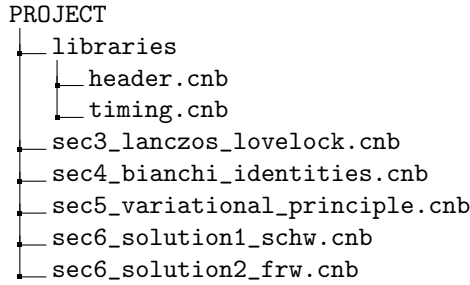 PROJECT
libraries
header.cnb
timing.cnb
sec3_lanczos_lovelock.cnb
sec4_bianchi_identities.cnb
sec5_variational_principle.cnb
sec6_solution1_schw.cnb
sec6_solution2_frw.cnb